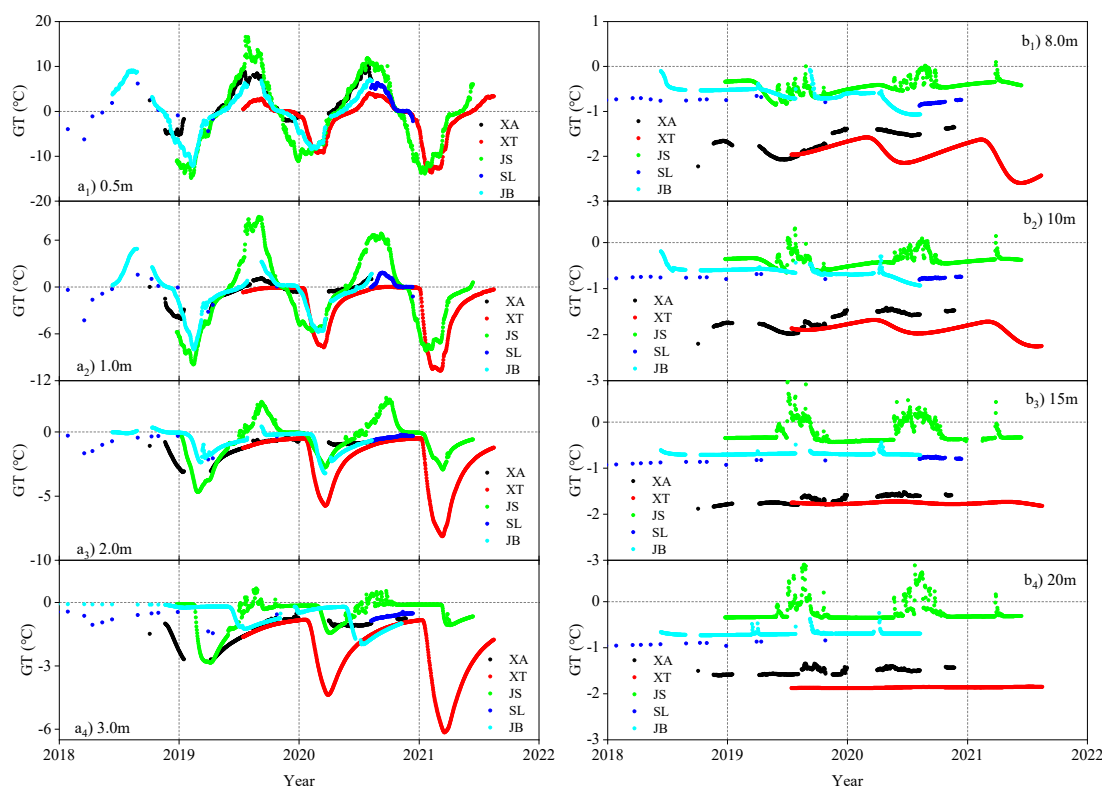 20
10
0
-10
-20
GT (°C)
a₁) 0.5m
XA
XT
JS
SL
JB
6
0
-6
-12
GT (°C)
a₂) 1.0m
XA
XT
JS
SL
JB
0
-5
-10
GT (°C)
a₃) 2.0m
XA
XT
JS
SL
JB
0
-3
-6
GT (°C)
a₄) 3.0m
XA
XT
JS
SL
JB
2018
2019
2020
2021
2022
Year
1
0
-1
-2
-3
GT (°C)
b₁) 8.0m
XA
XT
JS
SL
JB
0
-1
-2
-3
GT (°C)
b₂) 10m
XA
XT
JS
SL
JB
0
-1
-2
-3
GT (°C)
b₃) 15m
XA
XT
JS
SL
JB
0
-1
-2
-3
GT (°C)
b₄) 20m
XA
XT
JS
SL
JB
2018
2019
2020
2021
2022
Year